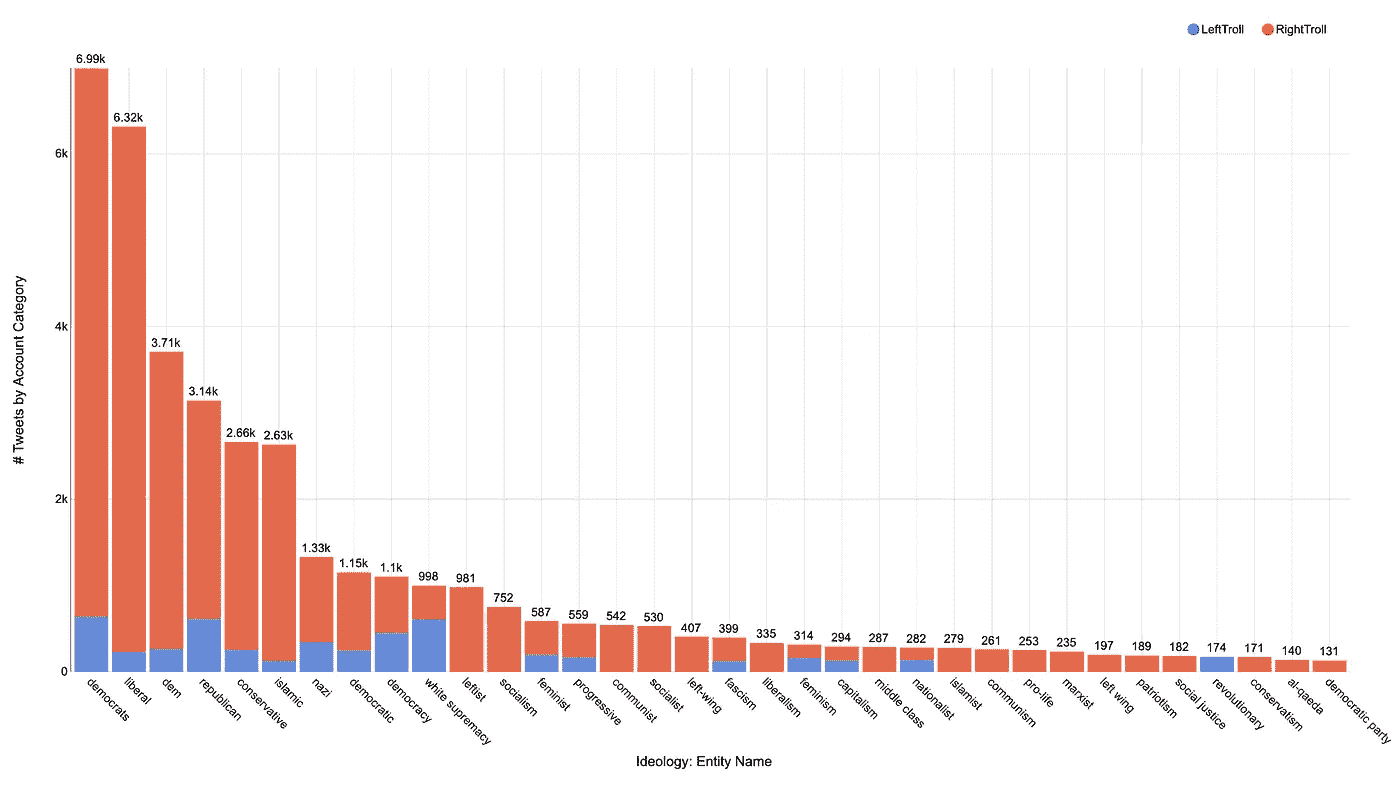 LeftTroll RightTroll
6.99k
6.32k
6k
3.71k
4k
3.14k
2.66k 2.63k
2k
1.33k
1.15k 1.1k
998 981
752
587 559 542 530
407 399 335 314 294 287 282 279 261 253 235 197 189 182 174 171 140 131
0
democrats liberal dem republican conservative islamic nazi democratic democracy white supremacy leftist socialism feminist progressive communist socialist left-wing fascism liberalism feminism capitalism middle class nationalist islamist communism pro-life marxist left wing patriotism social justice revolutionary conservatism al-qaeda democratic party
# Tweets by Account Category
Ideology: Entity Name